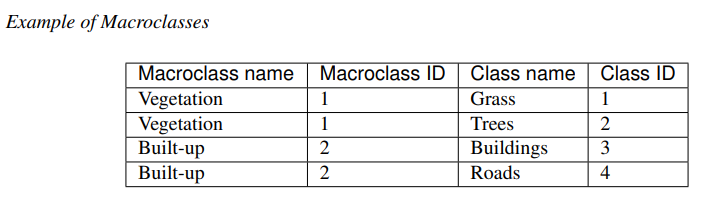 Example of Macroclasses
Macroclass name Macroclass ID Class name Class ID
Vegetation 1 Grass 1
Vegetation 1 Trees 2
Built-up 2 Buildings 3
Built-up 2 Roads 4